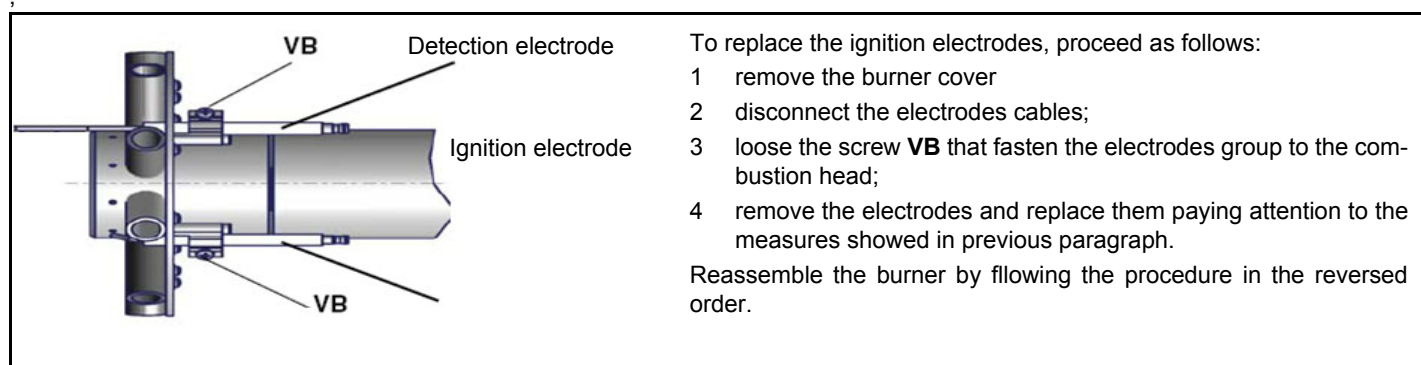 ;
VB
Detection electrode
Ignition electrode
VB
To replace the ignition electrodes, proceed as follows:
1 remove the burner cover
2 disconnect the electrodes cables;
3 loose the screw VB that fasten the electrodes group to the com-
bustion head;
4 remove the electrodes and replace them paying attention to the
measures showed in previous paragraph.
Reassemble the burner by fllowing the procedure in the reversed
order.